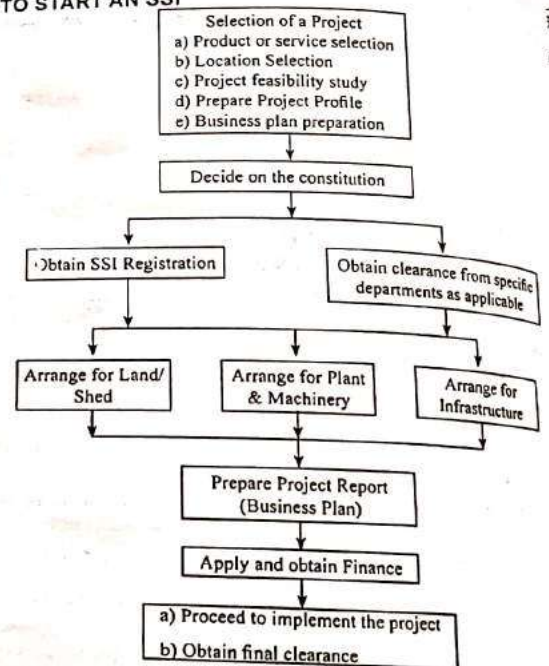 TO START AN SSI
Selection of a Project
a) Product or service selection
b) Location Selection
c) Project feasibility study
d) Prepare Project Profile
e) Business plan preparation
Decide on the constitution
Obtain SSI Registration
Obtain clearance from specific
departments as applicable
Arrange for Land/
Shed
Arrange for Plant
& Machinery
Arrange for
Infrastructure
Prepare Project Report
(Business Plan)
Apply and obtain Finance
a) Proceed to implement the project
b) Obtain final clearance